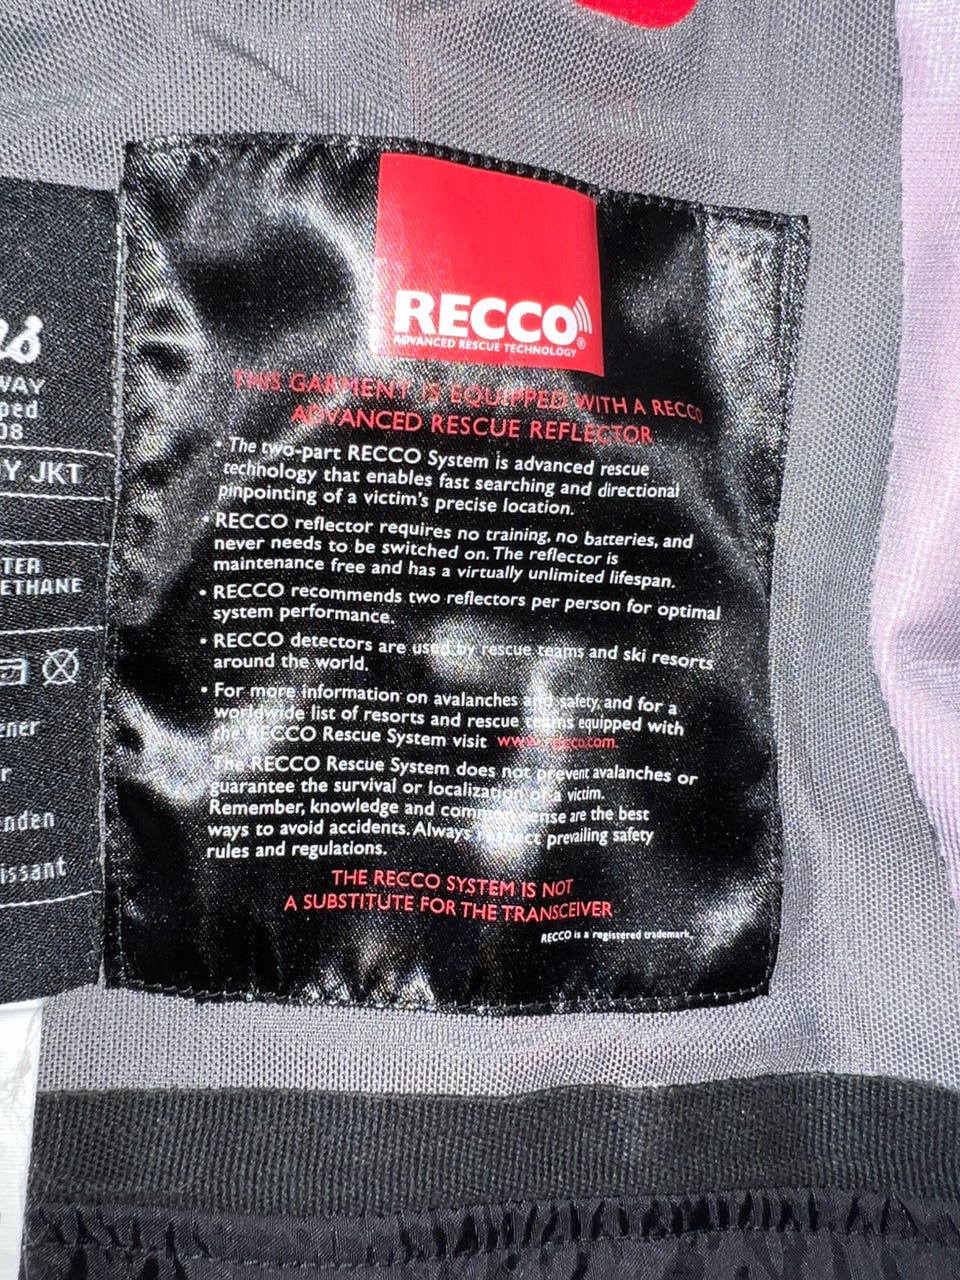 WAY
08
Y JKT
ETHANE
enden
issant
RECCO
ADVANCED RESCUE TECHNOLOGY®
THIS GARMENT IS EQUIPPED WITH A RECCO
ADVANCED RESCUE REFLECTOR
• The two-part RECCO System is advanced rescue
technology that enables fast searching and directional
pinpointing of a victim's precise location.
• RECCO reflector requires no training, no batteries, and
never needs to be switched on. The reflector is
maintenance free and has a virtually unlimited lifespan.
• RECCO recommends two reflectors per person for optimal
system performance.
• RECCO detectors are used by rescue teams and ski resorts
around the world.
• For more information on avalanches and safety, and for a
worldwide list of resorts and rescue teams equipped with
the RECCO Rescue System visit www.recco.com.
The RECCO Rescue System does not prevent avalanches or
guarantee the survival or localization of a victim.
Remember, knowledge and common sense are the best
ways to avoid accidents. Always respect prevailing safety
rules and regulations.
THE RECCO SYSTEM IS NOT
A SUBSTITUTE FOR THE TRANSCEIVER
RECCO is a registered trademark.